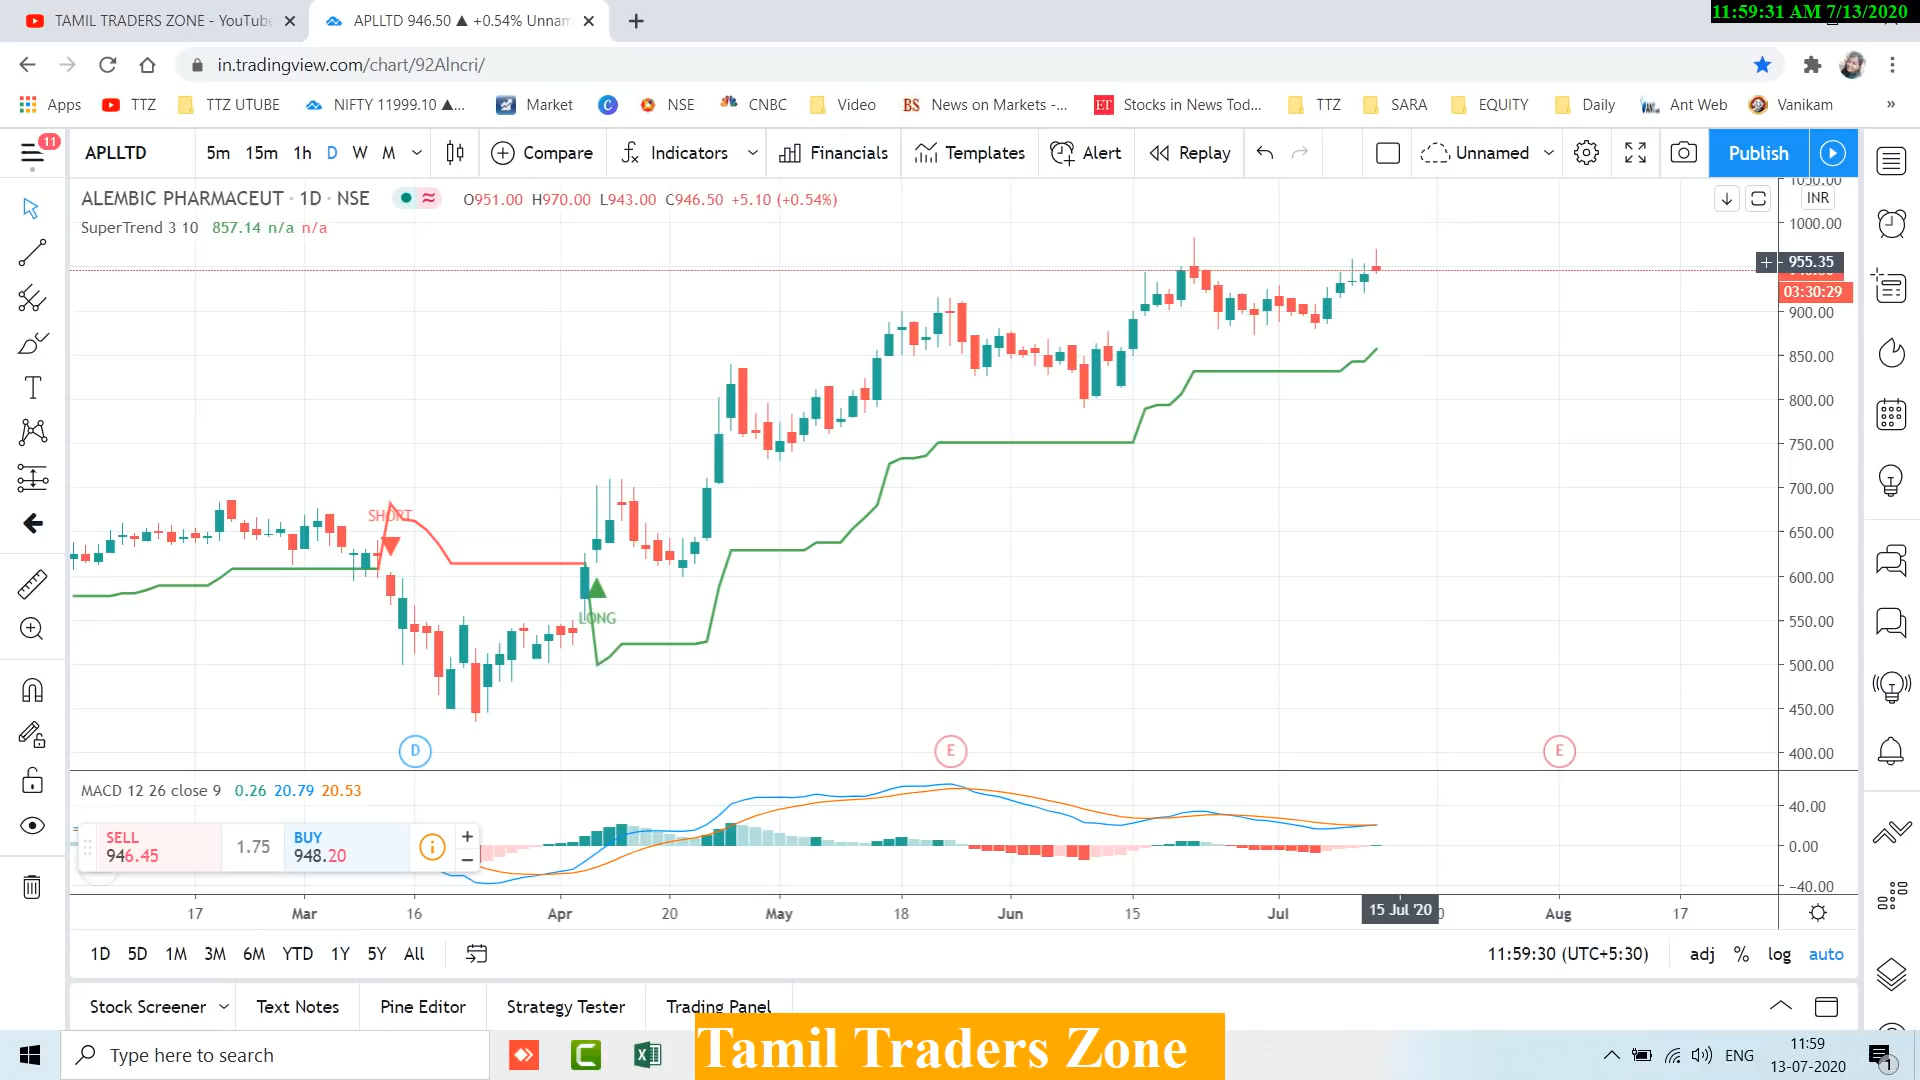 11:59:31 AM 7/13/2020
TAMIL TRADERS ZONE - YouTube
APLLTD 946.50 ▲ +0.54% Unnam
in.tradingview.com/chart/92Alncri/
Apps TTZ TTZ UTUBE NIFTY 11999.10 ▲... Market C NSE CNBC Video BS News on Markets -... ET Stocks in News Tod... TTZ SARA EQUITY Daily Ant Web Vanikam »
11
APLLTD 5m 15m 1h D W M Compare Indicators Financials Templates Alert Replay Unnamed Publish
ALEMBIC PHARMACEUT · 1D · NSE O951.00 H970.00 L943.00 C946.50 +5.10 (+0.54%)
SuperTrend 3 10 857.14 n/a n/a
INR
1000.00
955.35
03:30:29
900.00
850.00
800.00
750.00
700.00
650.00
600.00
550.00
500.00
450.00
400.00
SHORT
LONG
D E E
MACD 12 26 close 9 0.26 20.79 20.53
40.00
0.00
−40.00
SELL
946.45
1.75
BUY
948.20
17 Mar 16 Apr 20 May 18 Jun 15 Jul 15 Jul '20 Aug 17
1D 5D 1M 3M 6M YTD 1Y 5Y All
11:59:30 (UTC+5:30) adj % log auto
Stock Screener Text Notes Pine Editor Strategy Tester Trading Panel
Tamil Traders Zone
Type here to search
ENG
11:59
13-07-2020
1